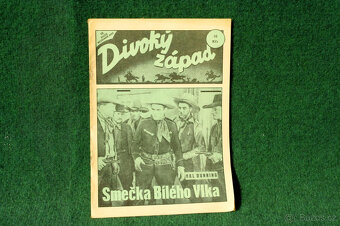 Divoký
západ
HAL DUNNING
Smečka Bílého Vlka